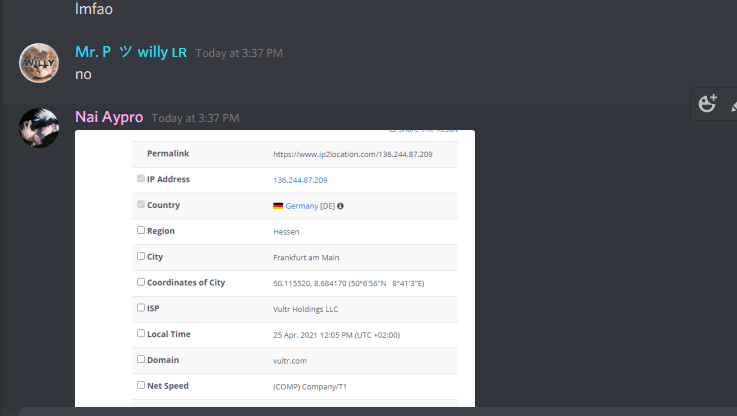 lmfao
Mr. P ツ willy LR Today at 3:37 PM
no
WILLY
Nai Aypro Today at 3:37 PM
Share The Result
Permalink https://www.ip2location.com/136.244.87.209
IP Address 136.244.87.209
Country Germany [DE]
Region Hessen
City Frankfurt am Main
Coordinates of City 50.115520, 8.684170 (50°6'56"N 8°41'3"E)
ISP Vultr Holdings LLC
Local Time 25 Apr, 2021 12:05 PM (UTC +02:00)
Domain vultr.com
Net Speed (COMP) Company/T1